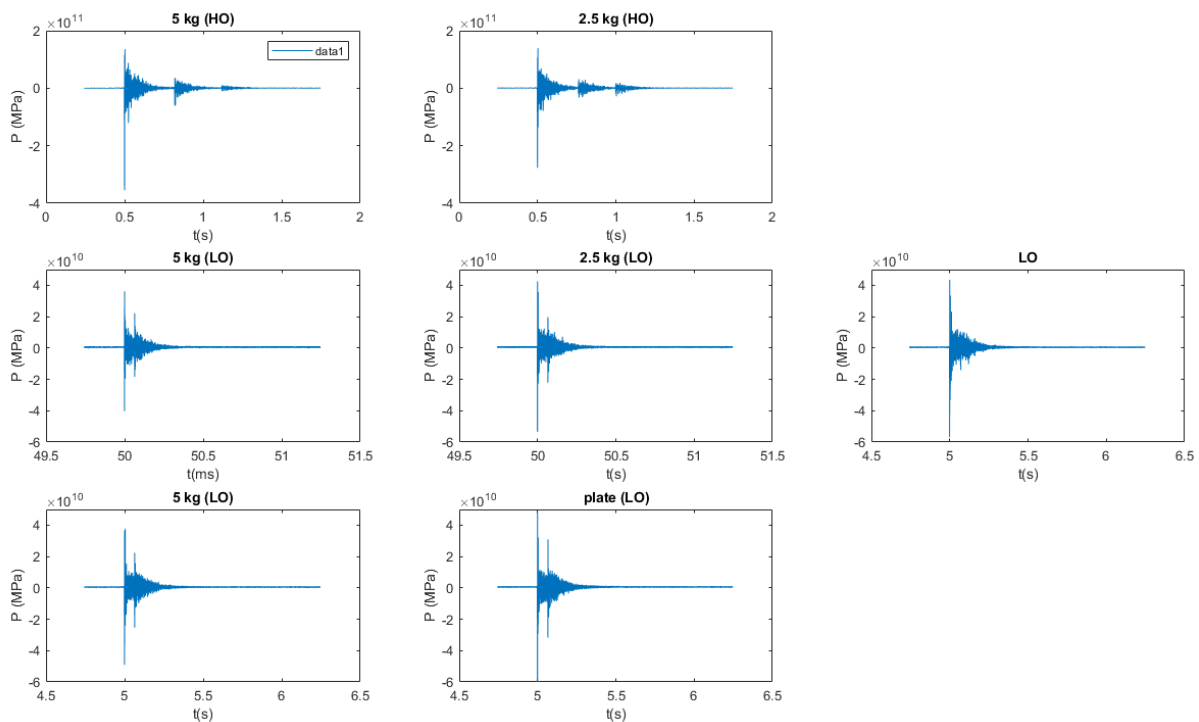 5 kg (HO)
×10^11
2
0
-2
-4
P (MPa)
data1
0 0.5 1 1.5 2
t(s)
2.5 kg (HO)
×10^11
2
0
-2
-4
P (MPa)
0 0.5 1 1.5 2
t(s)
5 kg (LO)
×10^10
4
2
0
-2
-4
-6
P (MPa)
49.5 50 50.5 51 51.5
t(ms)
2.5 kg (LO)
×10^10
4
2
0
-2
-4
-6
P (MPa)
49.5 50 50.5 51 51.5
t(s)
LO
×10^10
4
2
0
-2
-4
-6
P (MPa)
4.5 5 5.5 6 6.5
t(s)
5 kg (LO)
×10^10
4
2
0
-2
-4
-6
P (MPa)
4.5 5 5.5 6 6.5
t(s)
plate (LO)
×10^10
4
2
0
-2
-4
-6
P (MPa)
4.5 5 5.5 6 6.5
t(s)